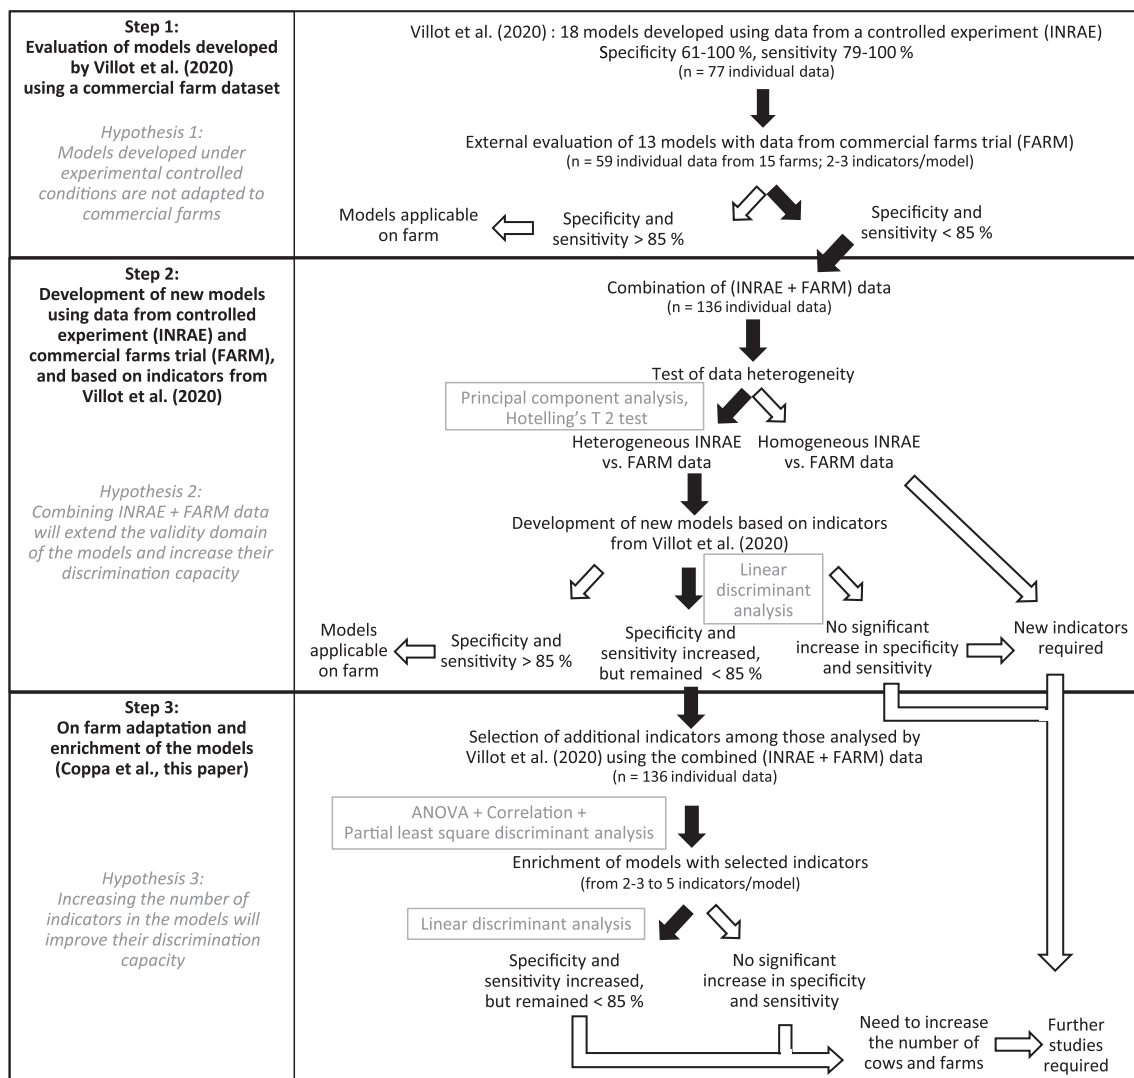 Step 1:
Evaluation of models developed
by Villot et al. (2020)
using a commercial farm dataset
Hypothesis 1:
Models developed under
experimental controlled
conditions are not adapted to
commercial farms
Villot et al. (2020) : 18 models developed using data from a controlled experiment (INRAE)
Specificity 61-100 %, sensitivity 79-100 %
(n = 77 individual data)
External evaluation of 13 models with data from commercial farms trial (FARM)
(n = 59 individual data from 15 farms; 2-3 indicators/model)
Models applicable
on farm
Specificity and
sensitivity > 85 %
Specificity and
sensitivity < 85 %
Step 2:
Development of new models
using data from controlled
experiment (INRAE) and
commercial farms trial (FARM),
and based on indicators from
Villot et al. (2020)
Hypothesis 2:
Combining INRAE + FARM data
will extend the validity domain
of the models and increase their
discrimination capacity
Combination of (INRAE + FARM) data
(n = 136 individual data)
Test of data heterogeneity
Principal component analysis,
Hotelling's T 2 test
Heterogeneous INRAE
vs. FARM data
Homogeneous INRAE
vs. FARM data
Development of new models based on indicators
from Villot et al. (2020)
Linear
discriminant
analysis
Models
applicable
on farm
Specificity and
sensitivity > 85 %
Specificity and
sensitivity increased,
but remained < 85 %
No significant
increase in specificity
and sensitivity
New indicators
required
Step 3:
On farm adaptation and
enrichment of the models
(Coppa et al., this paper)
Hypothesis 3:
Increasing the number of
indicators in the models will
improve their discrimination
capacity
Selection of additional indicators among those analysed by
Villot et al. (2020) using the combined (INRAE + FARM) data
(n = 136 individual data)
ANOVA + Correlation +
Partial least square discriminant analysis
Enrichment of models with selected indicators
(from 2-3 to 5 indicators/model)
Linear discriminant analysis
Specificity and
sensitivity increased,
but remained < 85 %
No significant
increase in specificity
and sensitivity
Need to increase
the number of
cows and farms
Further
studies
required